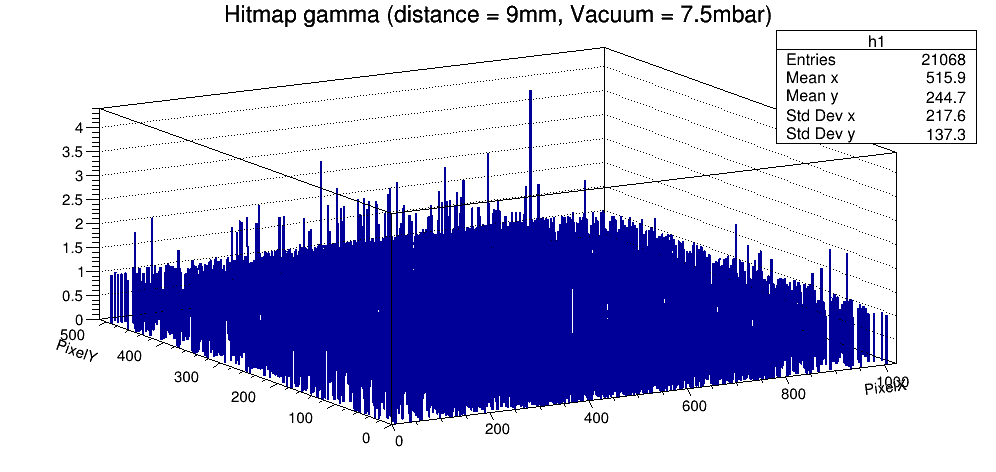 Hitmap gamma (distance = 9mm, Vacuum = 7.5mbar)
h1
Entries 21068
Mean x 515.9
Mean y 244.7
Std Dev x 217.6
Std Dev y 137.3
4
3.5
3
2.5
2
1.5
1
0.5
0
500
400
300
200
100
0
PixelY
0
200
400
600
800
1000
PixelX